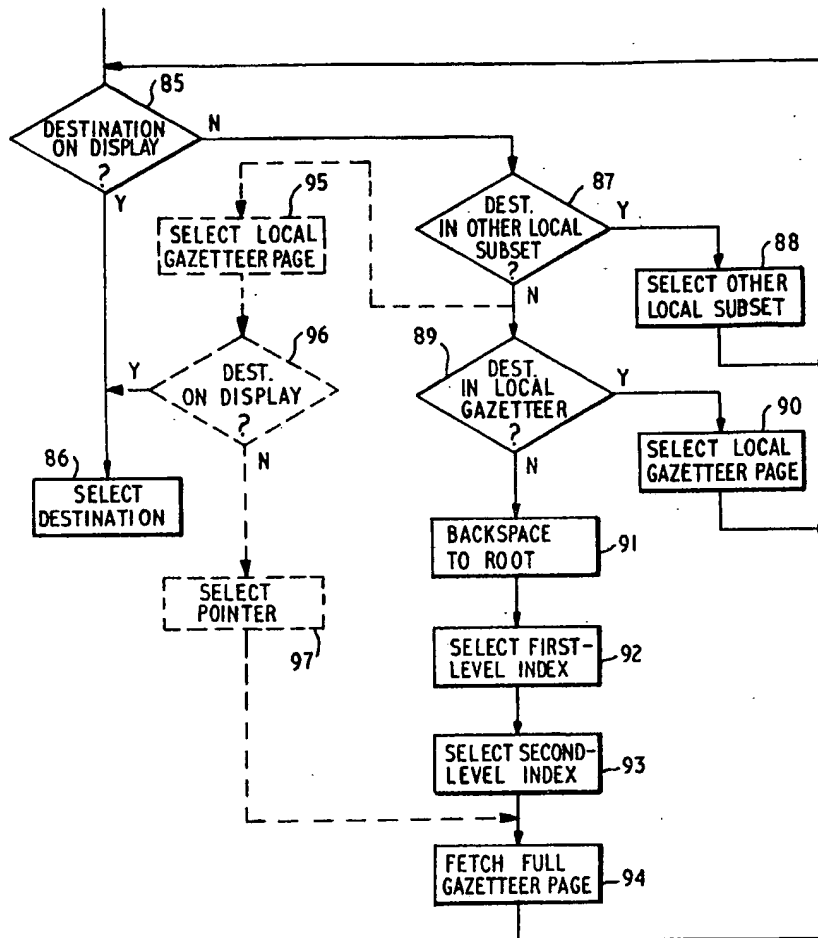 85
DESTINATION
ON DISPLAY
?
N
Y
95
SELECT LOCAL
GAZETTEER PAGE
87
DEST.
IN OTHER LOCAL
SUBSET
?
Y
N
88
SELECT OTHER
LOCAL SUBSET
96
DEST.
ON DISPLAY
?
Y
N
89
DEST.
IN LOCAL
GAZETTEER
?
Y
N
90
SELECT LOCAL
GAZETTEER PAGE
86
SELECT
DESTINATION
BACKSPACE
TO ROOT
91
SELECT
POINTER
97
SELECT FIRST-
LEVEL INDEX
92
SELECT SECOND-
LEVEL INDEX
93
FETCH FULL
GAZETTEER PAGE
94